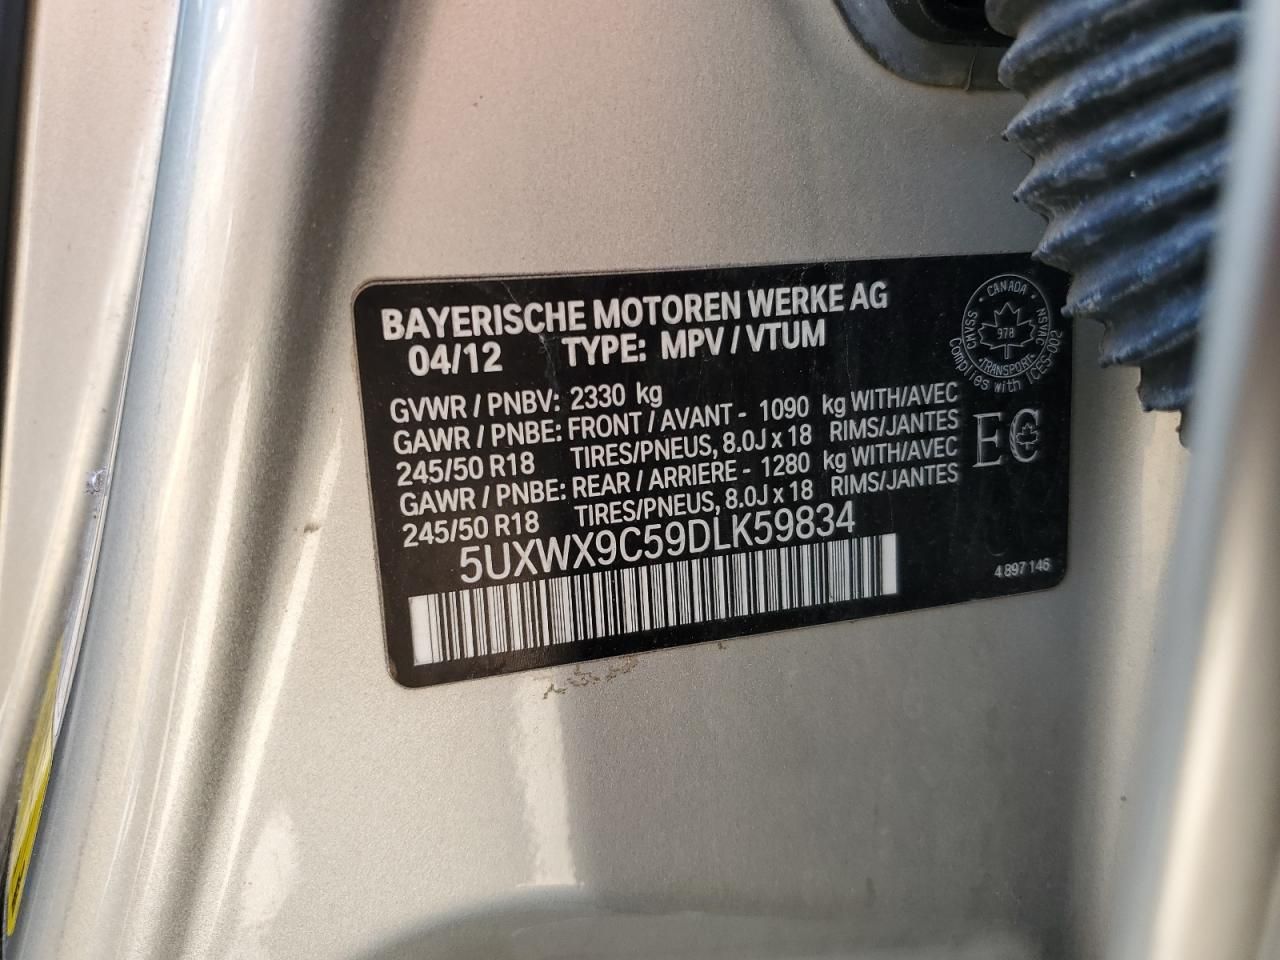 BAYERISCHE MOTOREN WERKE AG
04/12 TYPE: MPV / VTUM
GVWR / PNBV: 2330 kg
GAWR / PNBE: FRONT / AVANT - 1090 kg WITH/AVEC
245/50 R18 TIRES/PNEUS, 8.0J x 18 RIMS/JANTES
GAWR / PNBE: REAR / ARRIERE - 1280 kg WITH/AVEC
245/50 R18 TIRES/PNEUS, 8.0J x 18 RIMS/JANTES
5UXWX9C59DLK59834
CANADA
CMVSS
NSVAC
978
TRANSPORT
Complies with ICES-002
EC
4 897 146